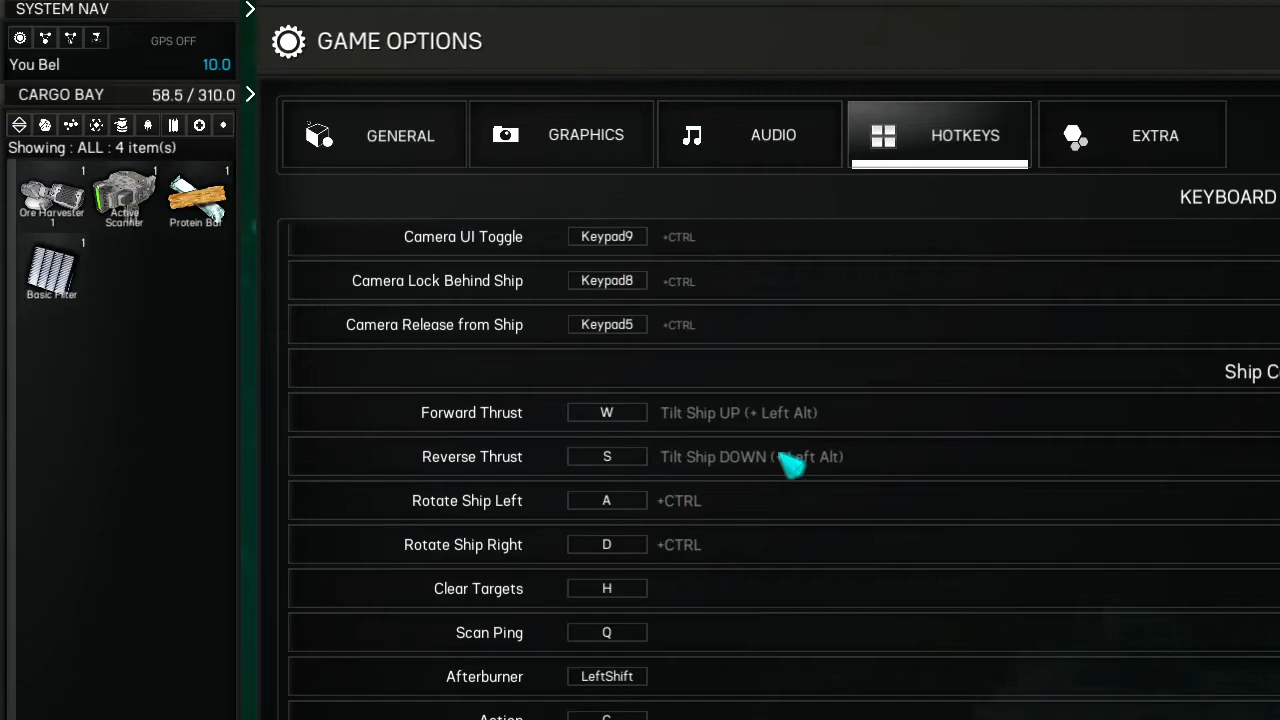 SYSTEM NAV
GPS OFF
You Bel 10.0
CARGO BAY 58.5 / 310.0
Showing : ALL : 4 item(s)
1 1 1
Ore Harvester 1
Active Scanner
Protein Bar
1
Basic Filter
GAME OPTIONS
GENERAL GRAPHICS AUDIO HOTKEYS EXTRA
KEYBOARD
Camera UI Toggle Keypad9 +CTRL
Camera Lock Behind Ship Keypad8 +CTRL
Camera Release from Ship Keypad5 +CTRL
Ship C
Forward Thrust W Tilt Ship UP (+ Left Alt)
Reverse Thrust S Tilt Ship DOWN (+ Left Alt)
Rotate Ship Left A +CTRL
Rotate Ship Right D +CTRL
Clear Targets H
Scan Ping Q
Afterburner LeftShift
Action